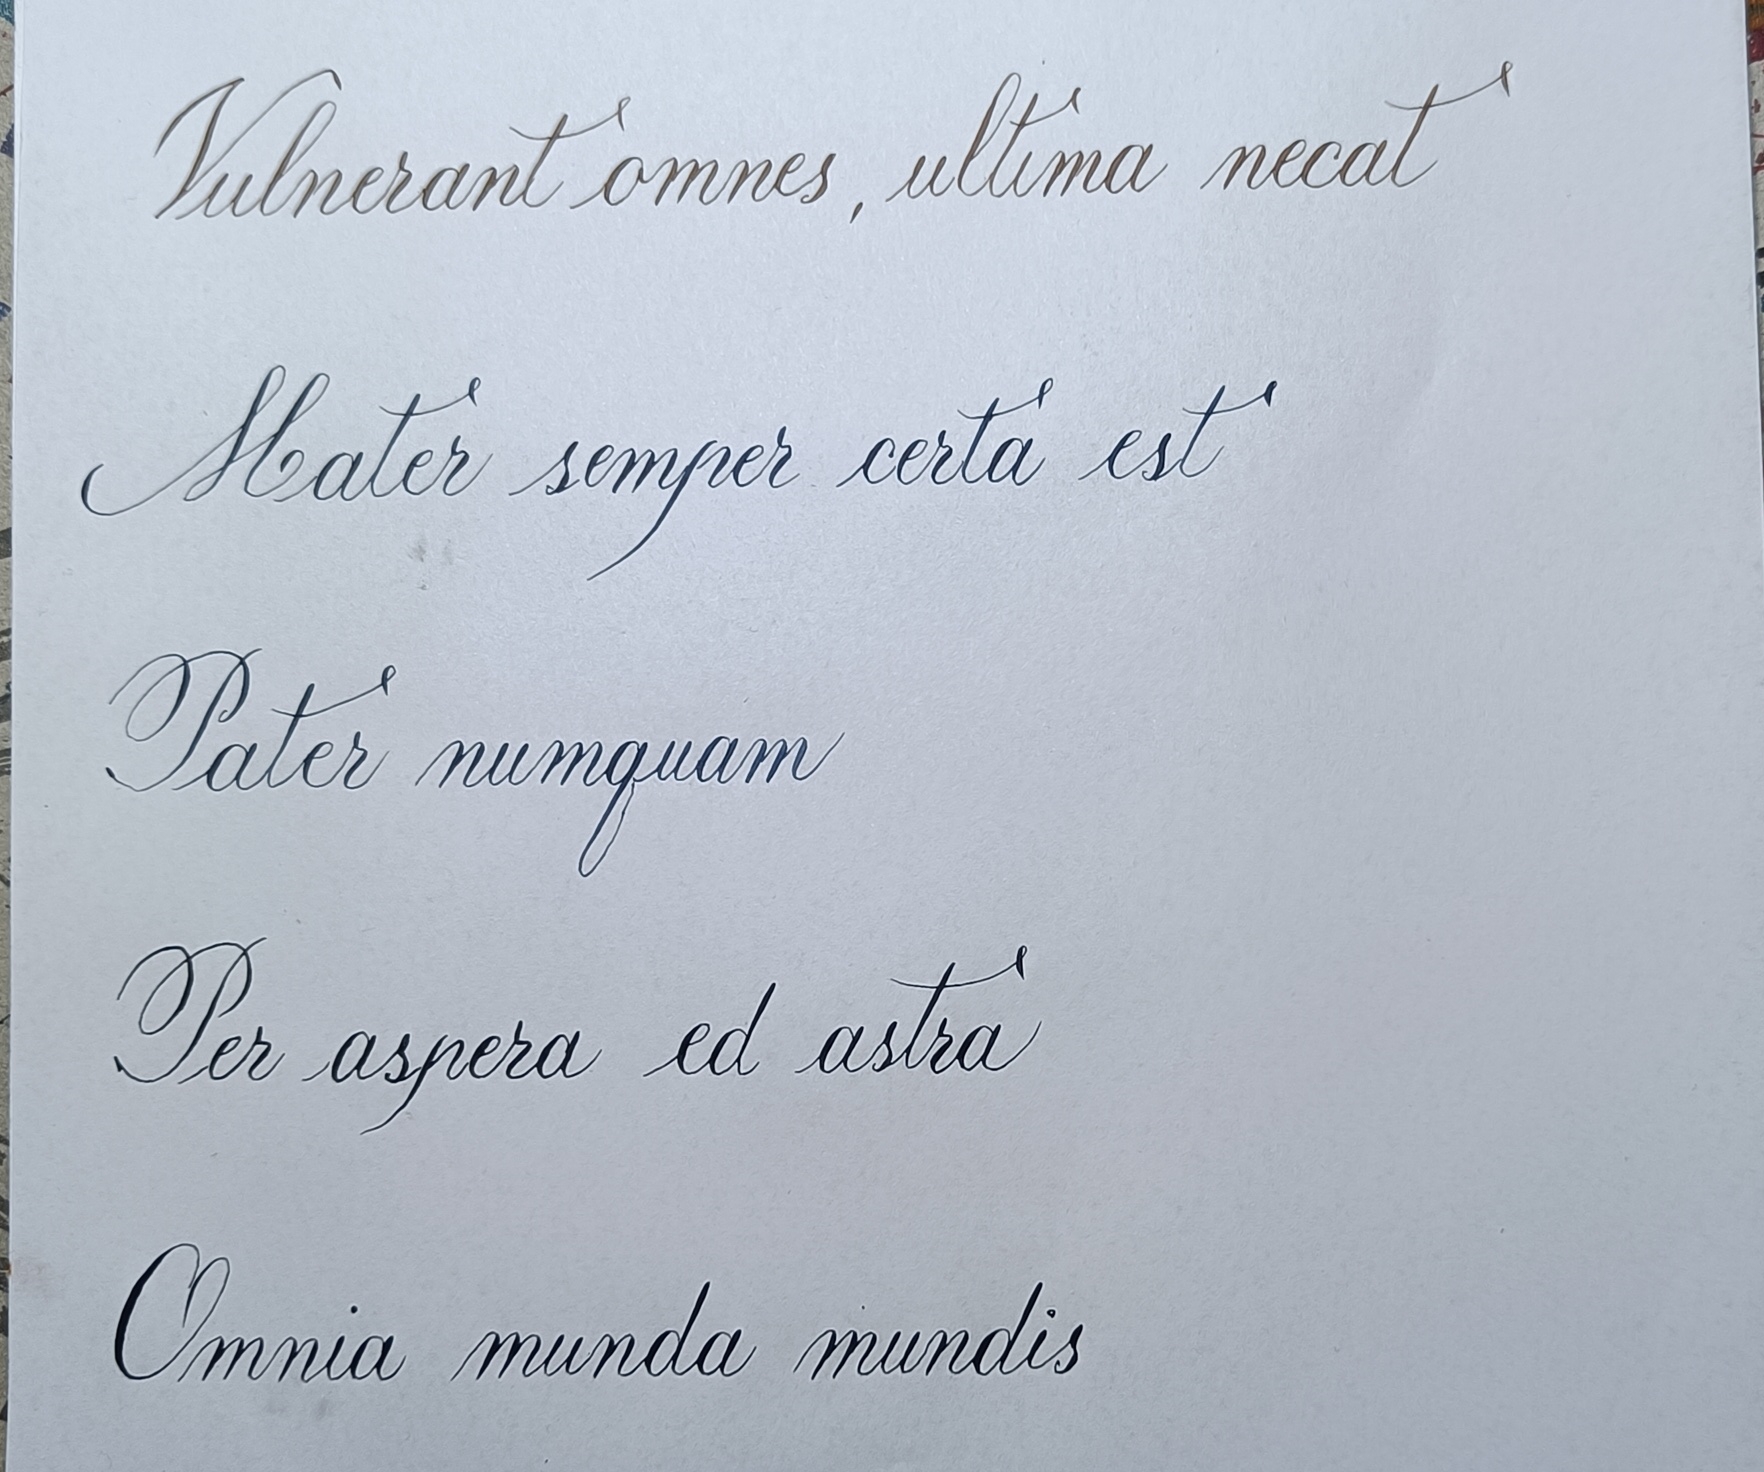 Vulnerant omnes, ultima necat
Mater semper certa est
Pater numquam
Per aspera ed astra
Omnia munda mundis